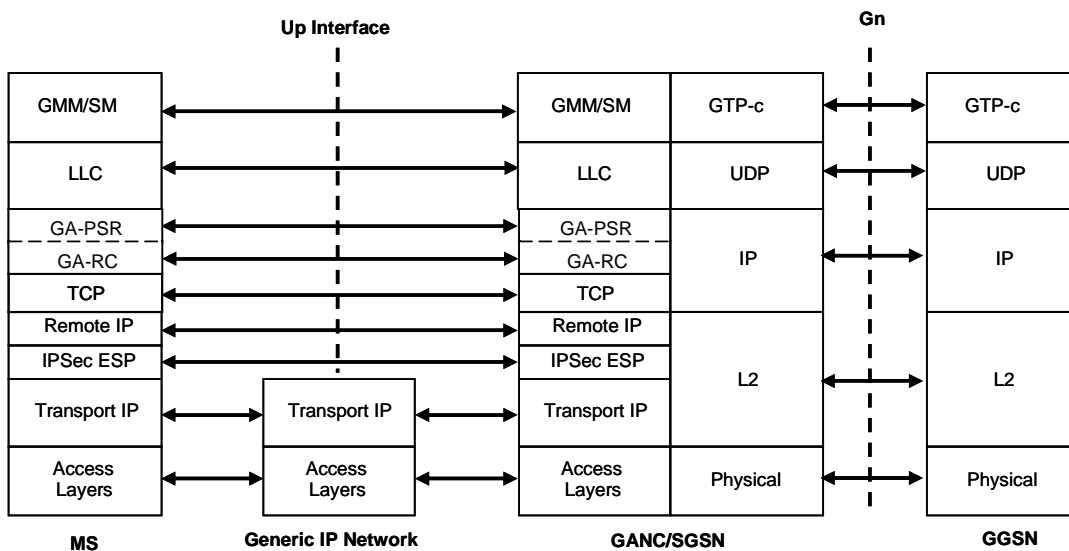 Up Interface
Gn
GMM/SM
GMM/SM
GTP-c
GTP-c
LLC
LLC
UDP
UDP
GA-PSR
GA-PSR
GA-RC
GA-RC
IP
IP
TCP
TCP
Remote IP
Remote IP
IPSec ESP
IPSec ESP
L2
L2
Transport IP
Transport IP
Transport IP
Access
Layers
Access
Layers
Access
Layers
Physical
Physical
MS
Generic IP Network
GANC/SGSN
GGSN